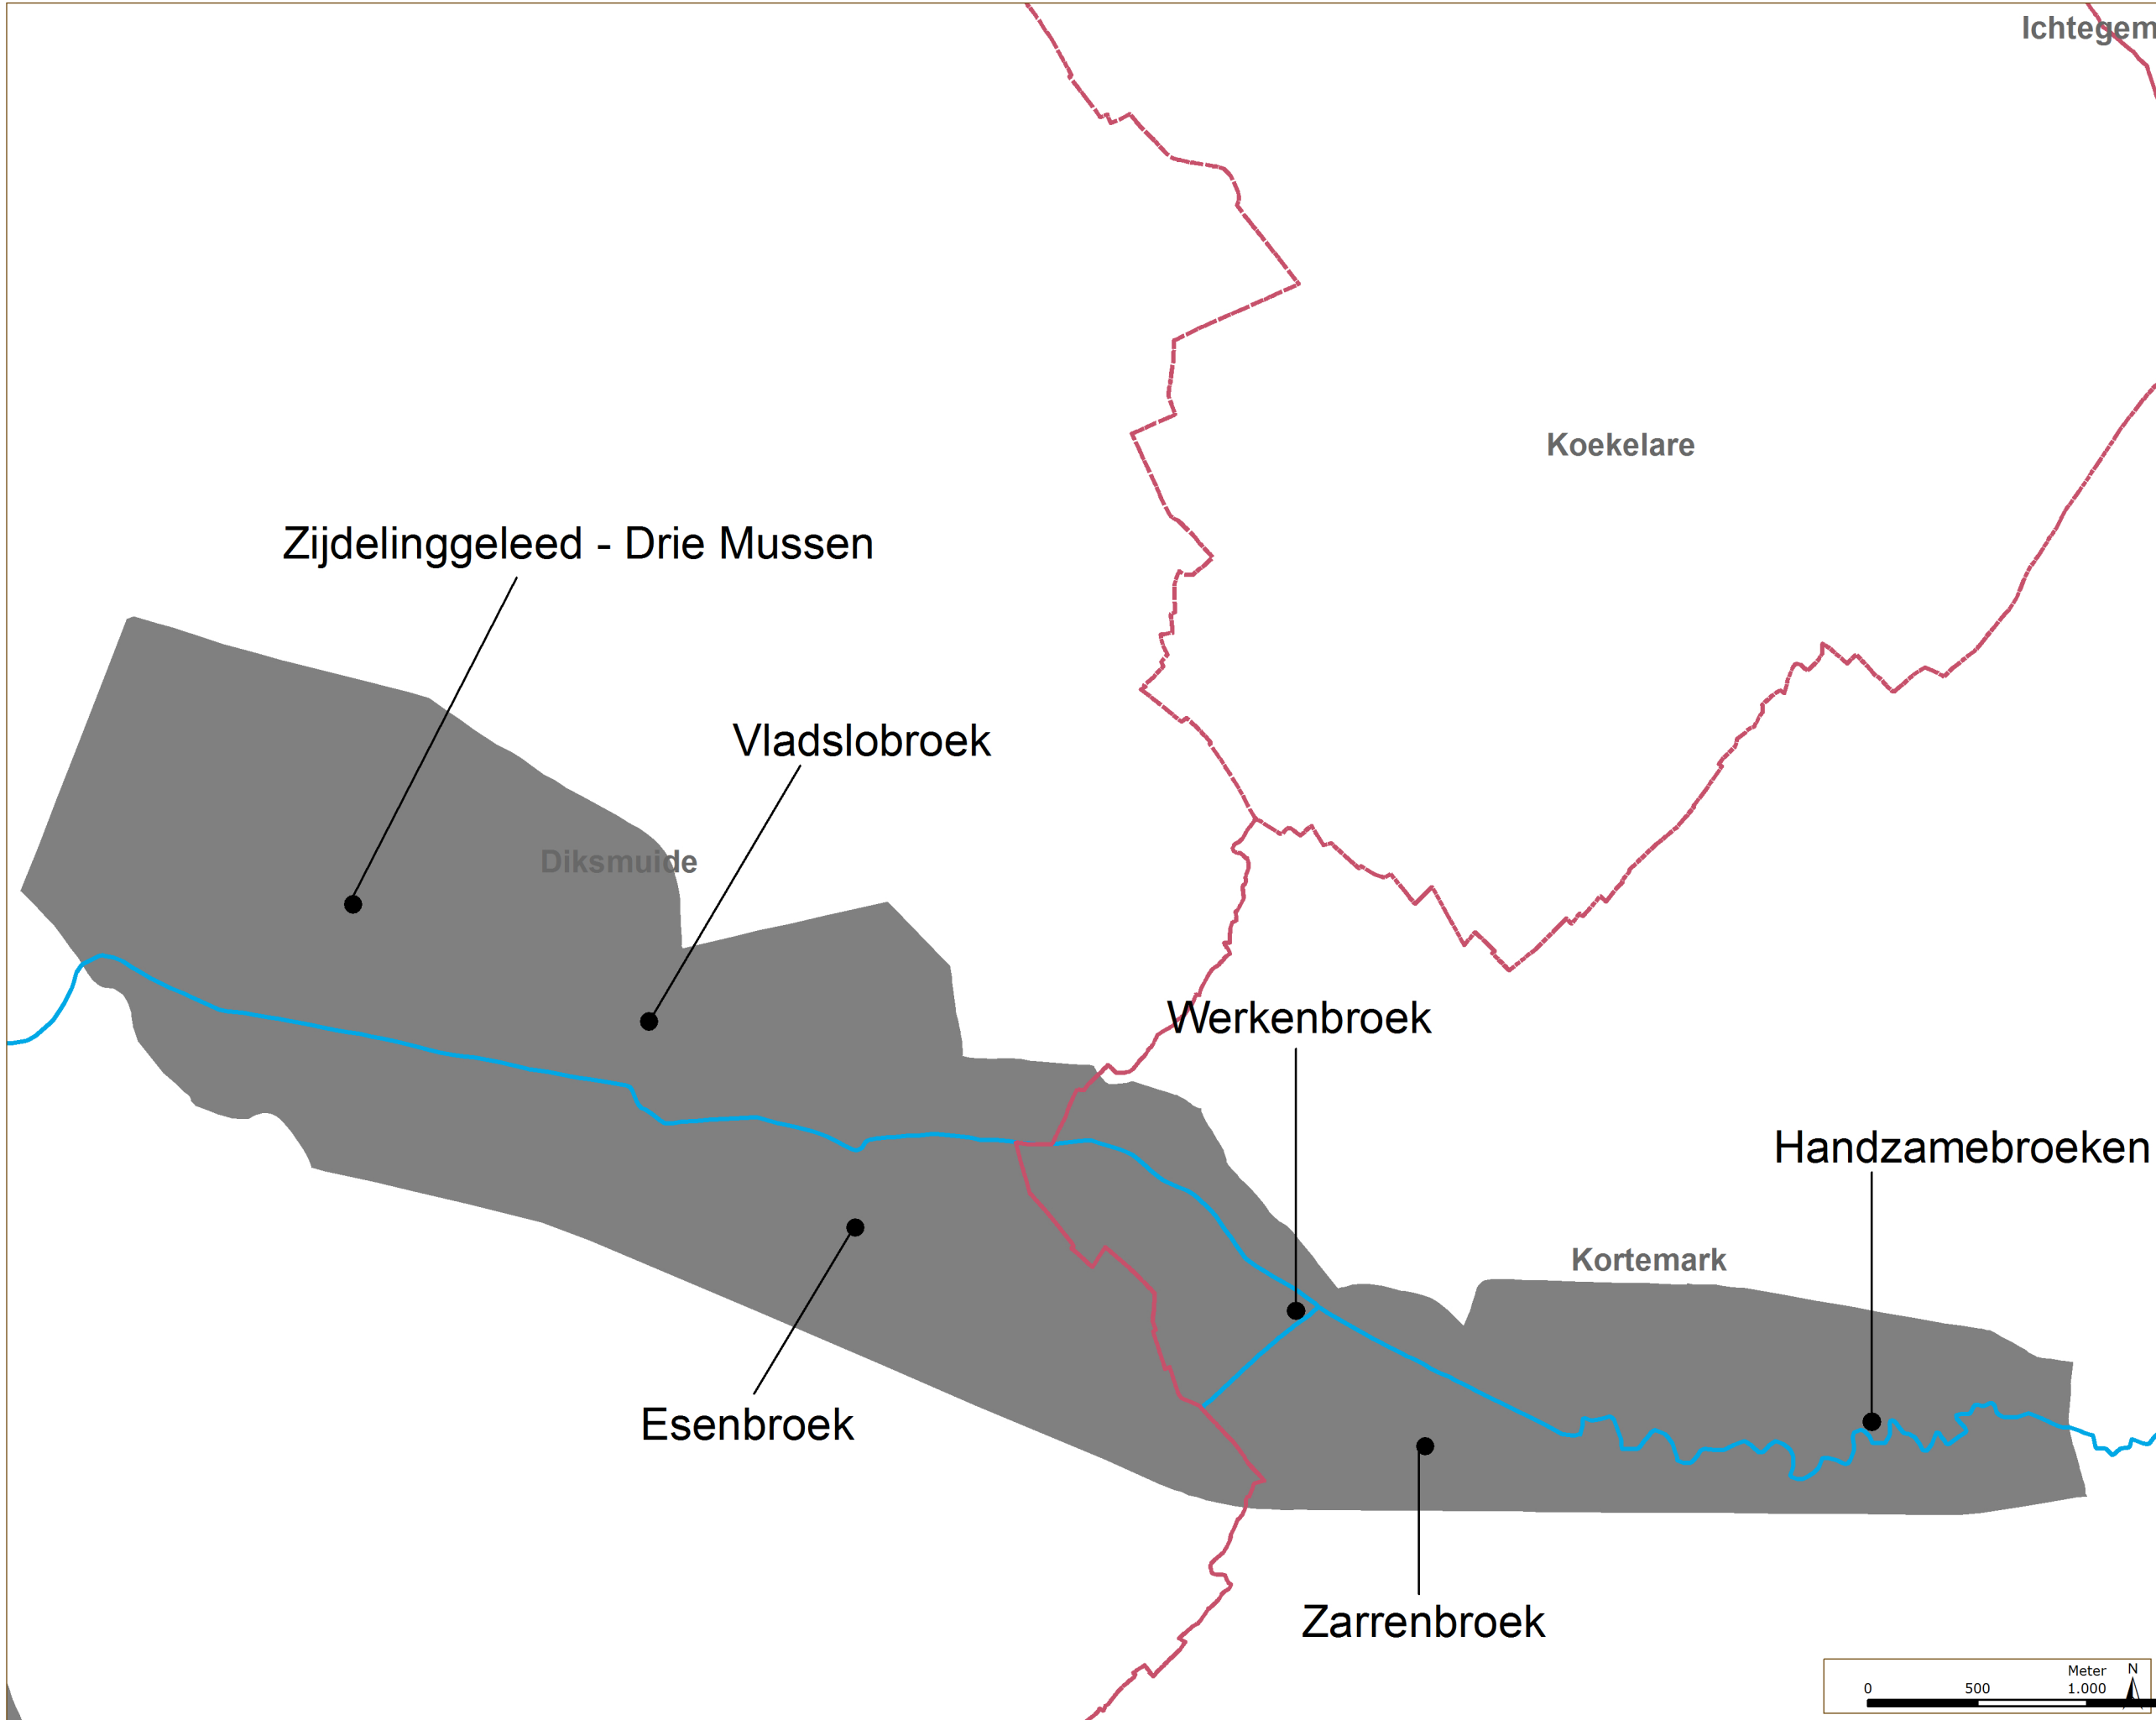 Ichtegem
Koekelare
Zijdelinggeleed - Drie Mussen
Vladslobroek
Diksmuide
Werkenbroek
Handzamebroeken
Kortemark
Esenbroek
Zarrenbroek
Meter N
0 500 1.000